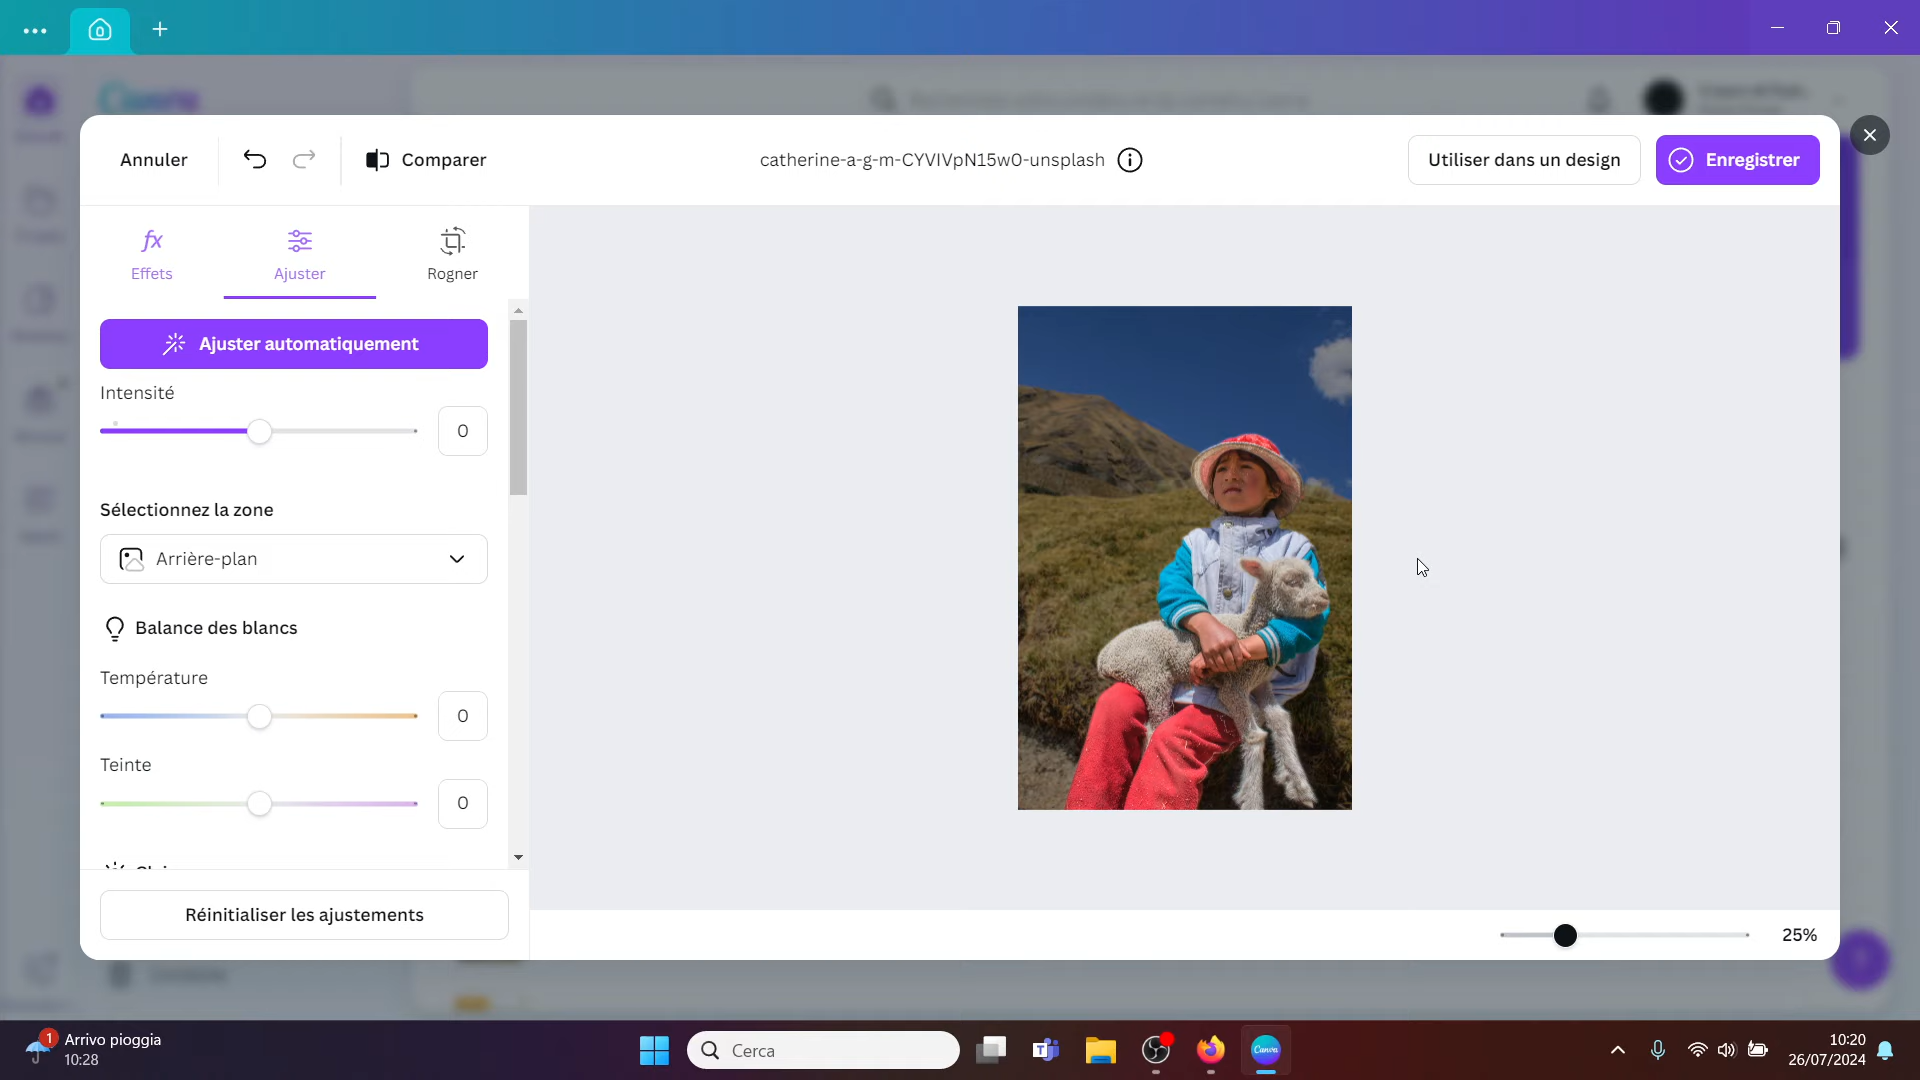 Annuler
Comparer
catherine-a-g-m-CYVIVpN15w0-unsplash
Utiliser dans un design
Enregistrer
fx
Effets
Ajuster
Rogner
Ajuster automatiquement
Intensité
0
Sélectionnez la zone
Arrière-plan
Balance des blancs
Température
0
Teinte
0
Réinitialiser les ajustements
25%
1
Arrivo pioggia
10:28
Cerca
Canva
10:20
26/07/2024